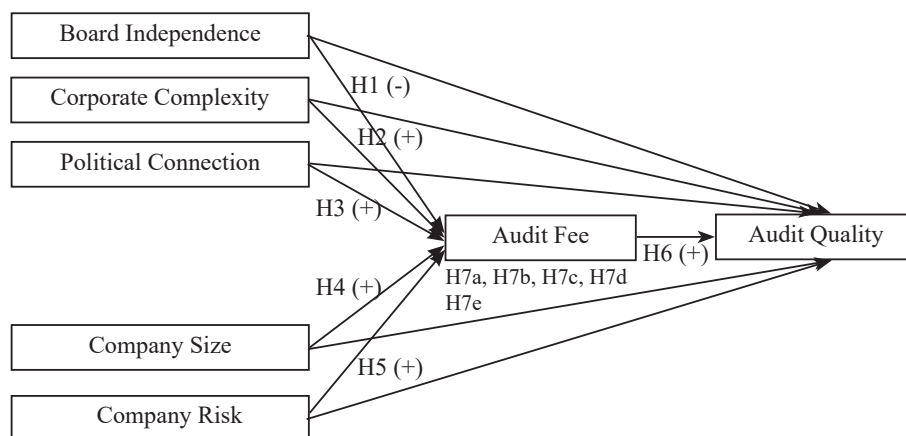 Board Independence
H1 (-)
Corporate Complexity
H2 (+)
Political Connection
H3 (+)
Audit Fee
Audit Quality
H6 (+)
H7a, H7b, H7c, H7d
H7e
H4 (+)
Company Size
H5 (+)
Company Risk